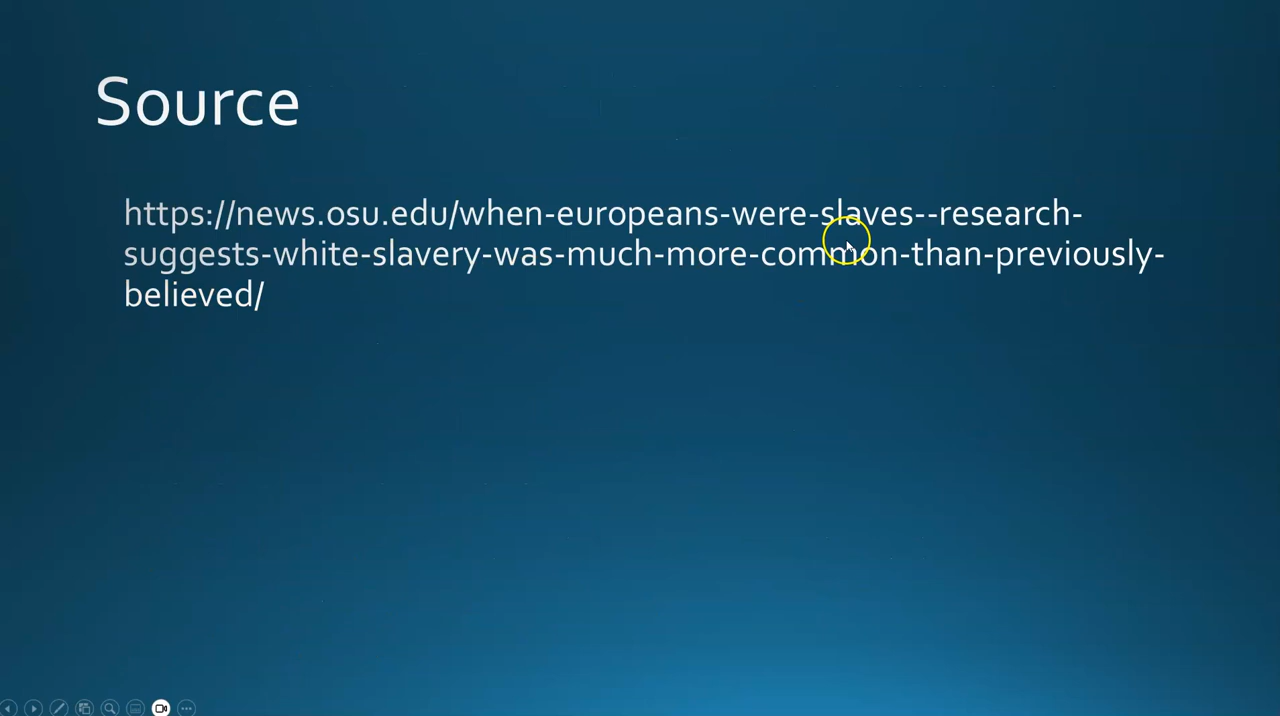 Source
https://news.osu.edu/when-europeans-were-slaves--research-
suggests-white-slavery-was-much-more-common-than-previously-
believed/